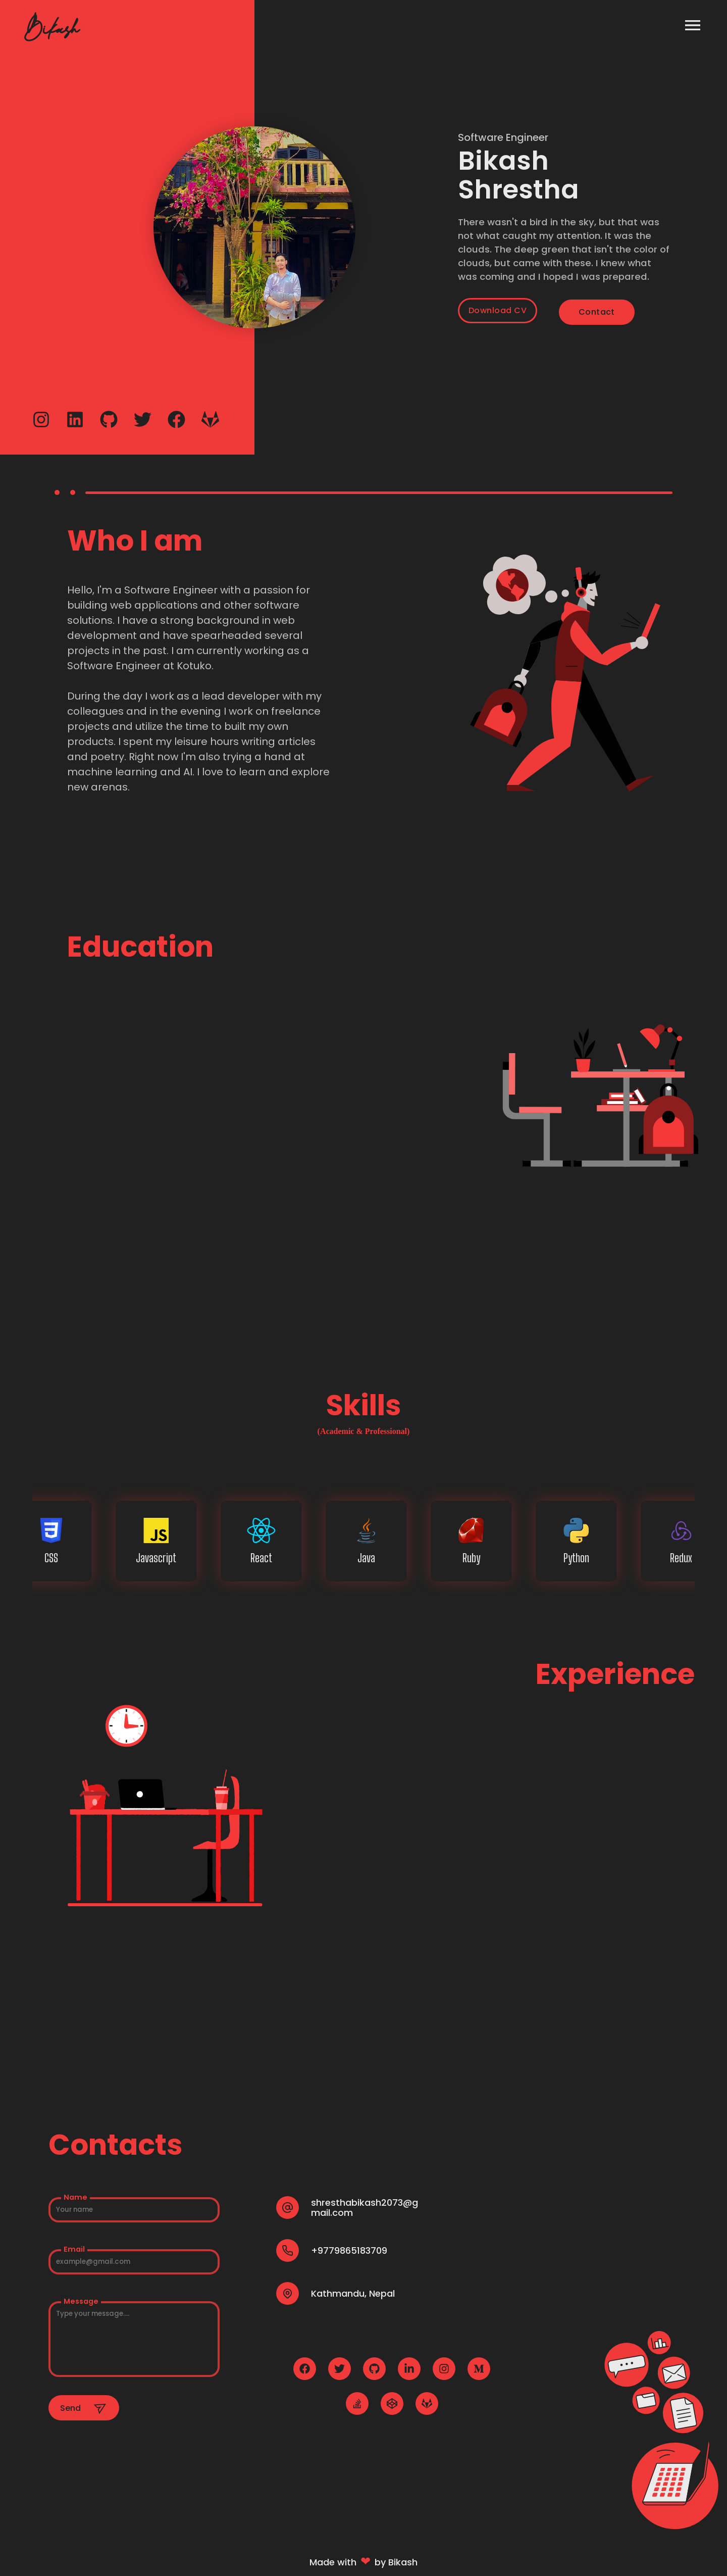 Bikash
Software Engineer
Bikash
Shrestha
There wasn't a bird in the sky, but that was
not what caught my attention. It was the
clouds. The deep green that isn't the color of
clouds, but came with these. I knew what
was coming and I hoped I was prepared.
Download CV
Contact
Who I am
Hello, I'm a Software Engineer with a passion for
building web applications and other software
solutions. I have a strong background in web
development and have spearheaded several
projects in the past. I am currently working as a
Software Engineer at Kotuko.
During the day I work as a lead developer with my
colleagues and in the evening I work on freelance
projects and utilize the time to built my own
products. I spent my leisure hours writing articles
and poetry. Right now I'm also trying a hand at
machine learning and AI. I love to learn and explore
new arenas.
Education
Skills
(Academic & Professional)
CSS
JS
Javascript
React
Java
Ruby
Python
Redux
Experience
Contacts
Name
Your name
Email
example@gmail.com
Message
Type your message....
Send
shresthabikash2073@g
mail.com
+9779865183709
Kathmandu, Nepal
Made with ❤ by Bikash